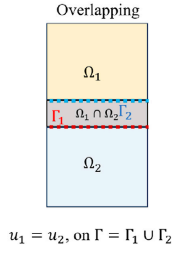 Overlapping
Ω₁
Γ₁ Ω₁ ∩ Ω₂ Γ₂
Ω₂
u₁ = u₂, on Γ = Γ₁ ∪ Γ₂